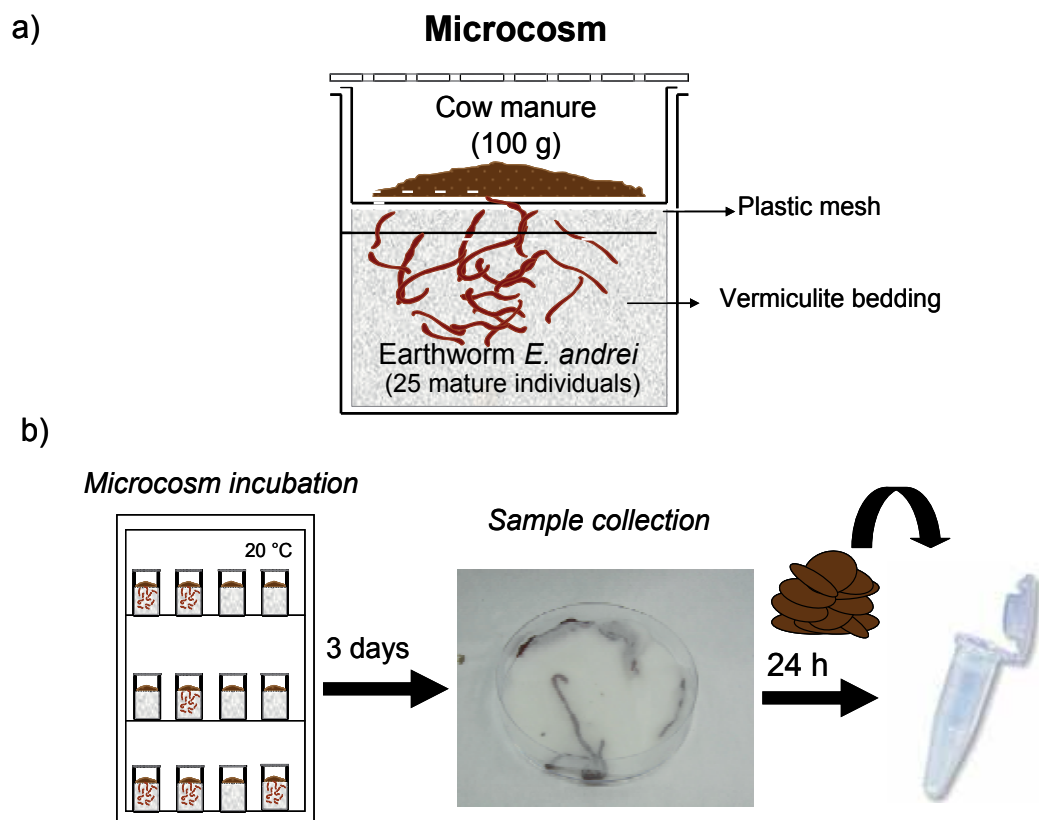 a)
Microcosm
Cow manure
(100 g)
Plastic mesh
Vermiculite bedding
Earthworm E. andrei
(25 mature individuals)
b)
Microcosm incubation
20 °C
3 days
Sample collection
24 h